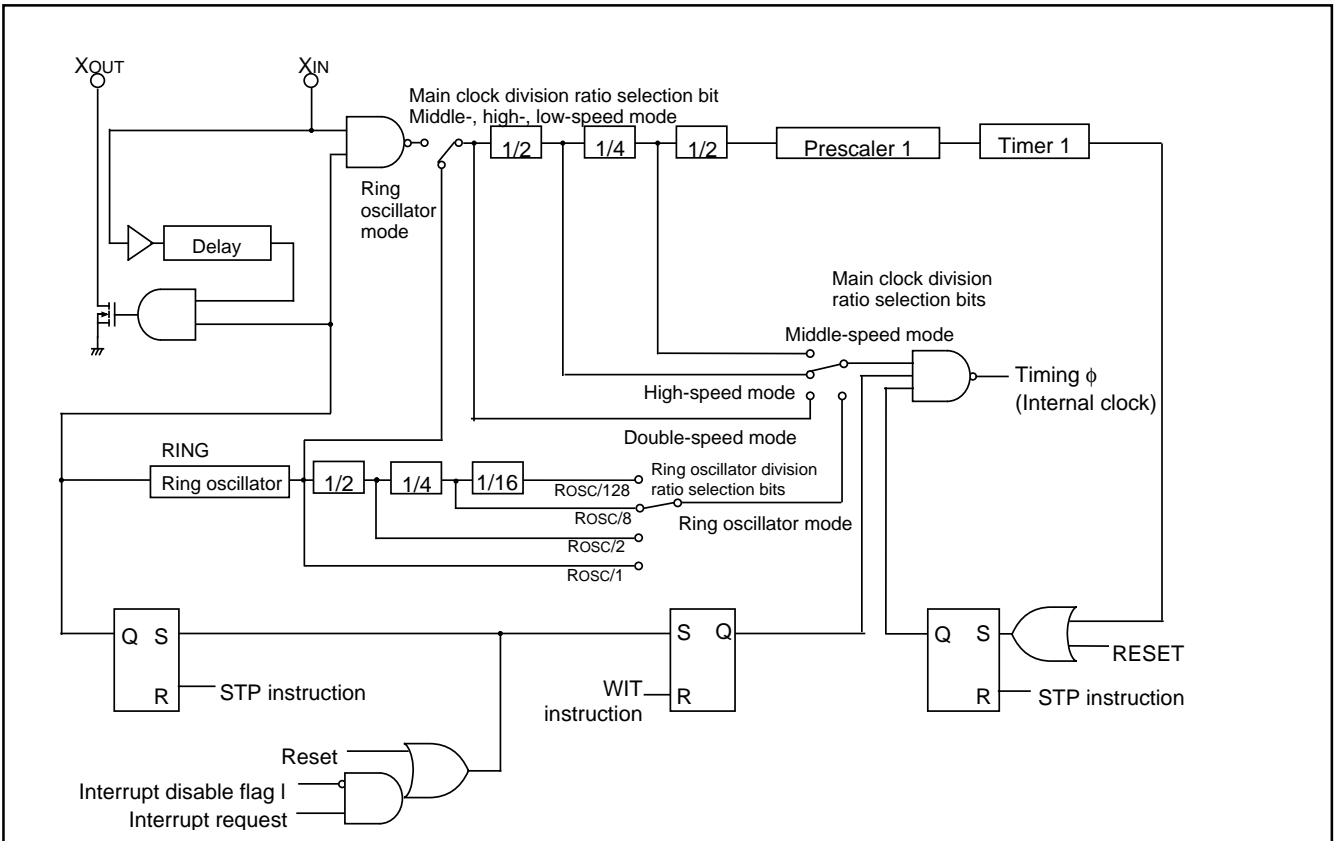 XOUT
XIN
Main clock division ratio selection bit
Middle-, high-, low-speed mode
1/2
1/4
1/2
Prescaler 1
Timer 1
Ring
oscillator
mode
Delay
Main clock division
ratio selection bits
Middle-speed mode
High-speed mode
Double-speed mode
Timing ϕ
(Internal clock)
RING
Ring oscillator
1/2
1/4
1/16
ROSC/128
ROSC/8
ROSC/2
ROSC/1
Ring oscillator division
ratio selection bits
Ring oscillator mode
Q S
R
STP instruction
S Q
R
WIT
instruction
Q S
R
RESET
STP instruction
Reset
Interrupt disable flag I
Interrupt request